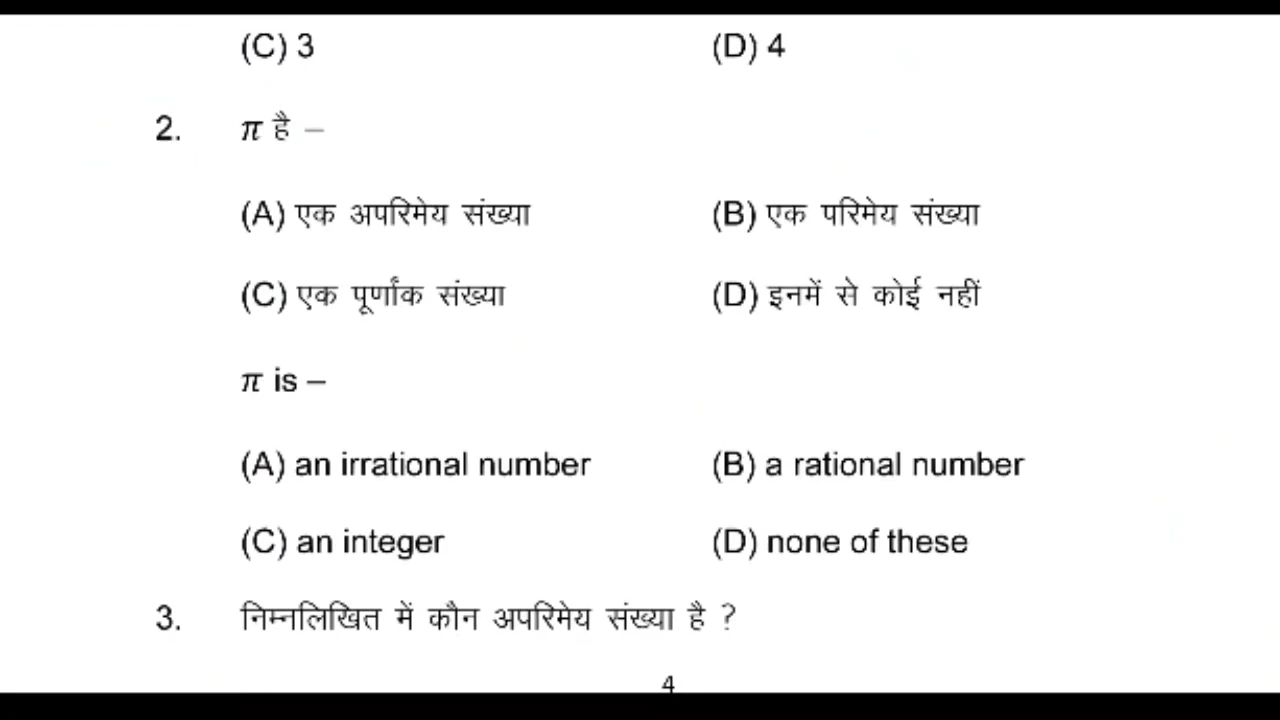 (C) 3 (D) 4
2. π है –
(A) एक अपरिमेय संख्या (B) एक परिमेय संख्या
(C) एक पूर्णांक संख्या (D) इनमें से कोई नहीं
π is –
(A) an irrational number (B) a rational number
(C) an integer (D) none of these
3. निम्नलिखित में कौन अपरिमेय संख्या है ?
4